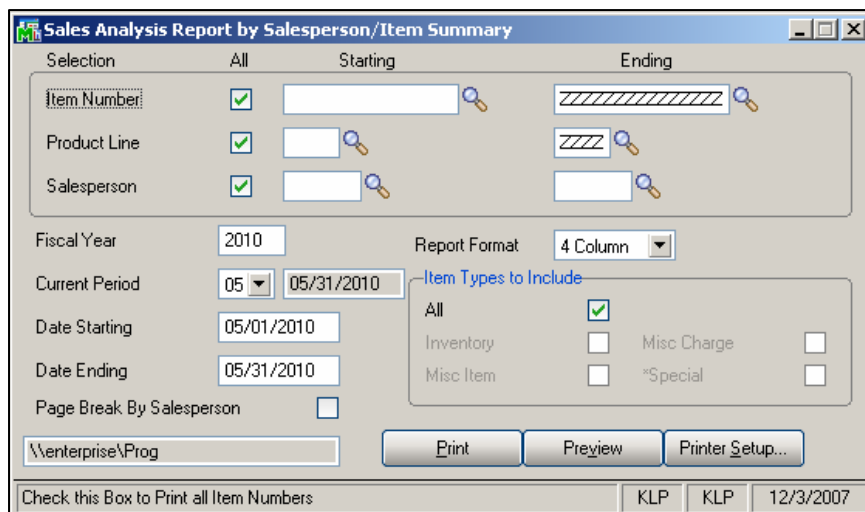 Sales Analysis Report by Salesperson/Item Summary
Selection All Starting Ending
Item Number ZZZZZZZZZZZZZZZ
Product Line ZZZZ
Salesperson
Fiscal Year 2010 Report Format 4 Column
Current Period 05 05/31/2010 Item Types to Include
All
Date Starting 05/01/2010 Inventory Misc Charge
Date Ending 05/31/2010 Misc Item *Special
Page Break By Salesperson
\\enterprise\Prog Print Preview Printer Setup...
Check this Box to Print all Item Numbers KLP KLP 12/3/2007